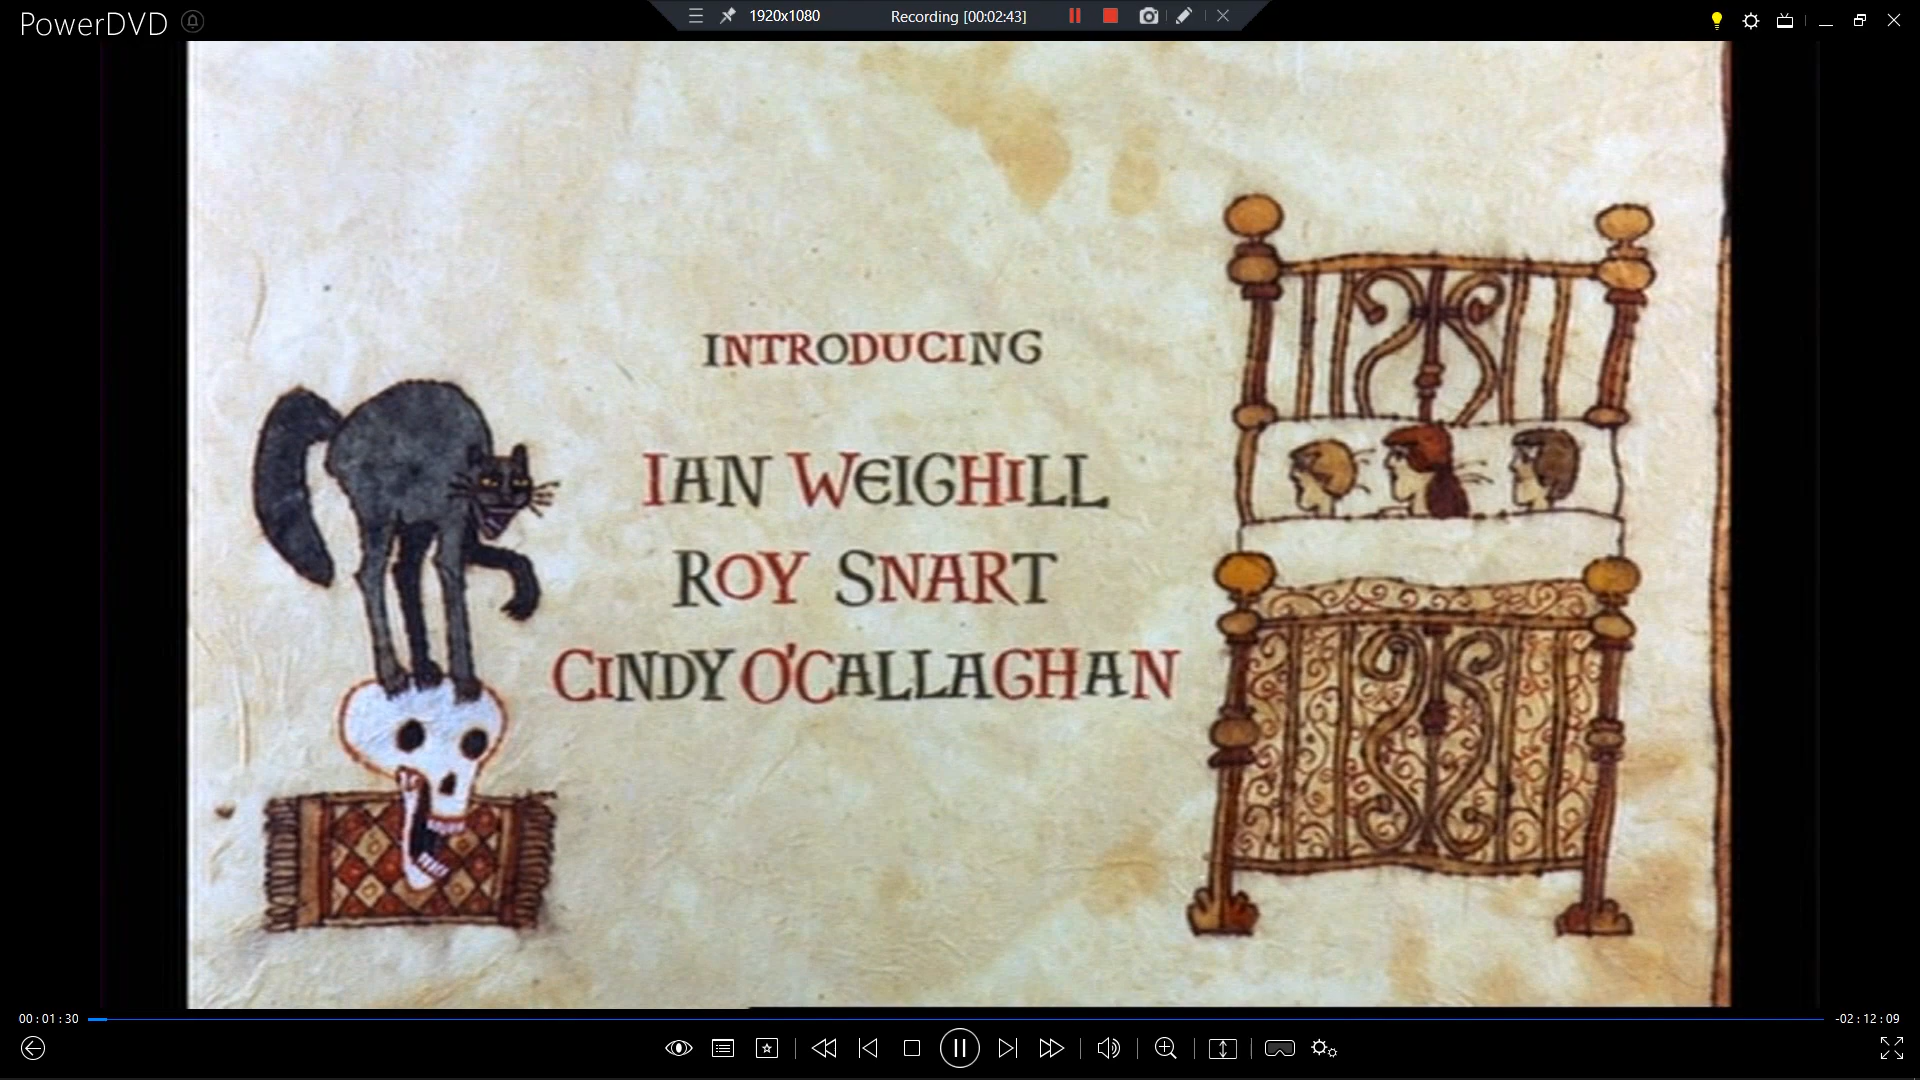 PowerDVD
1920x1080
Recording [00:02:43]
INTRODUCING
IAN WEIGHILL
ROY SNART
CINDY O'CALLAGHAN
00:01:30
-02:12:09